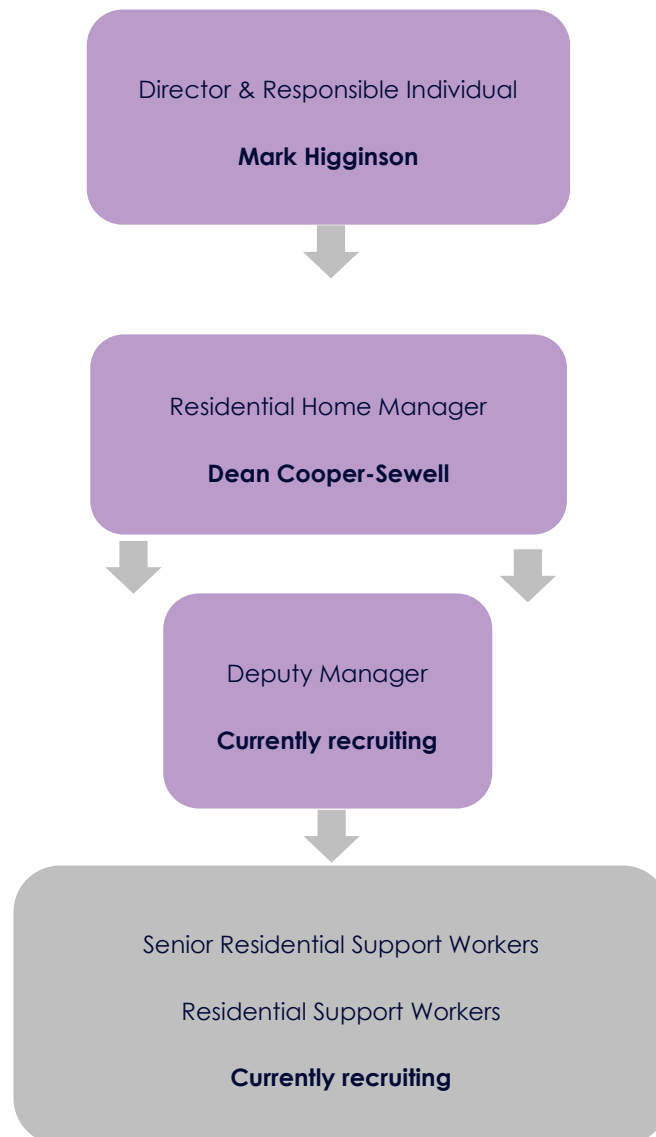 Director & Responsible Individual
Mark Higginson
Residential Home Manager
Dean Cooper-Sewell
Deputy Manager
Currently recruiting
Senior Residential Support Workers
Residential Support Workers
Currently recruiting